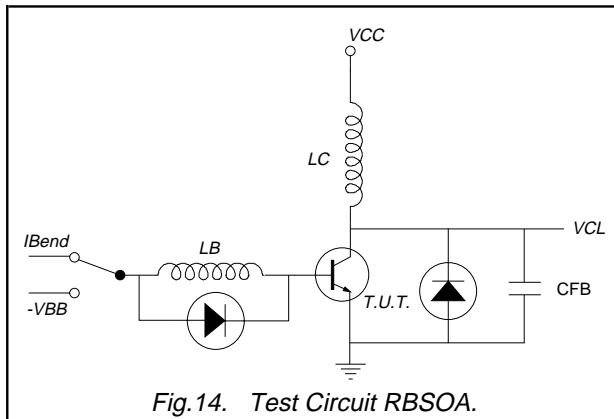 VCC
LC
IBend
LB
VCL
-VBB
T.U.T.
CFB
Fig.14. Test Circuit RBSOA.